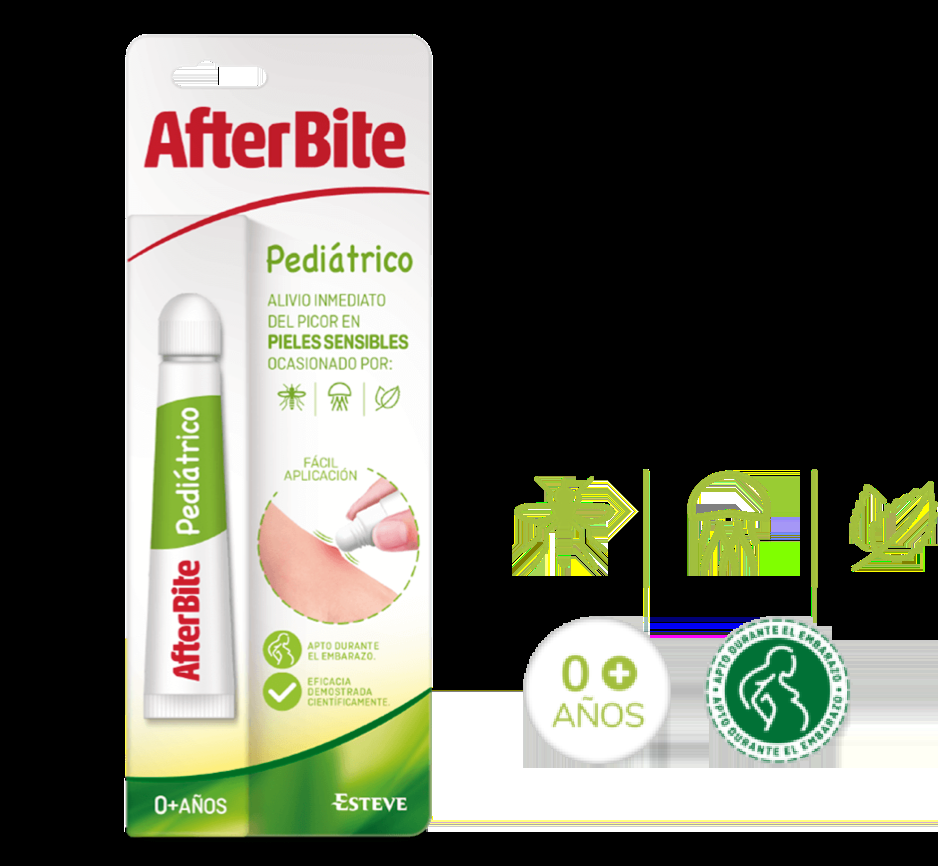 AfterBite
Pediátrico
ALIVIO INMEDIATO
DEL PICOR EN
PIELES SENSIBLES
OCASIONADO POR:
Pediátrico
AfterBite
FÁCIL
APLICACIÓN
APTO DURANTE
EL EMBARAZO.
EFICACIA
DEMOSTRADA
CIENTÍFICAMENTE.
0+AÑOS
ESTEVE
0+
AÑOS
APTO DURANTE EL EMBARAZO • APTO DURANTE EL EMBARAZO •